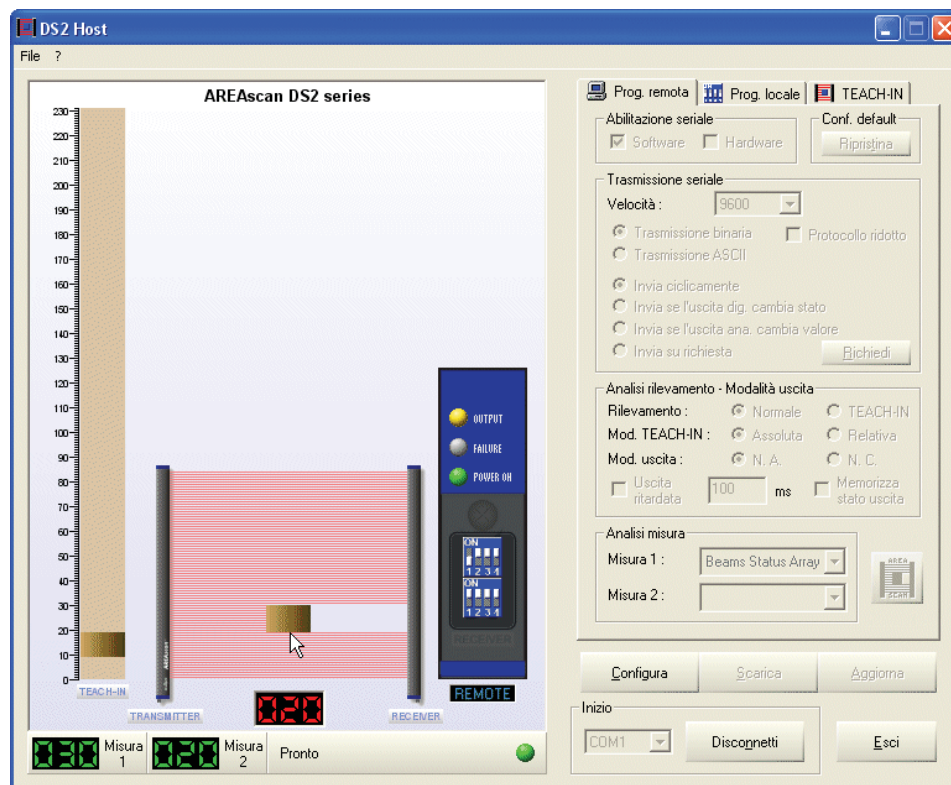 DS2 Host
File ?
AREAscan DS2 series
230
220
210
200
190
180
170
160
150
140
130
120
110
100
90
80
70
60
50
40
30
20
10
0
TEACH-IN
TRANSMITTER
AREAscan
020
RECEIVER
OUTPUT
FAILURE
POWER ON
ON
1 2 3 4
ON
1 2 3 4
RECEIVER
REMOTE
030 Misura 1
020 Misura 2
Pronto
Prog. remota Prog. locale TEACH-IN
Abilitazione seriale
Software Hardware
Conf. default
Ripristina
Trasmissione seriale
Velocità : 9600
Trasmissione binaria Protocollo ridotto
Trasmissione ASCII
Invia ciclicamente
Invia se l'uscita dig. cambia stato
Invia se l'uscita ana. cambia valore
Invia su richiesta Richiedi
Analisi rilevamento - Modalità uscita
Rilevamento : Normale TEACH-IN
Mod. TEACH-IN : Assoluta Relativa
Mod. uscita : N. A. N. C.
Uscita ritardata 100 ms Memorizza stato uscita
Analisi misura
Misura 1 : Beams Status Array
Misura 2 :
AREA
SCAN
Configura Scarica Aggiorna
Inizio
COM1 Disconnetti Esci